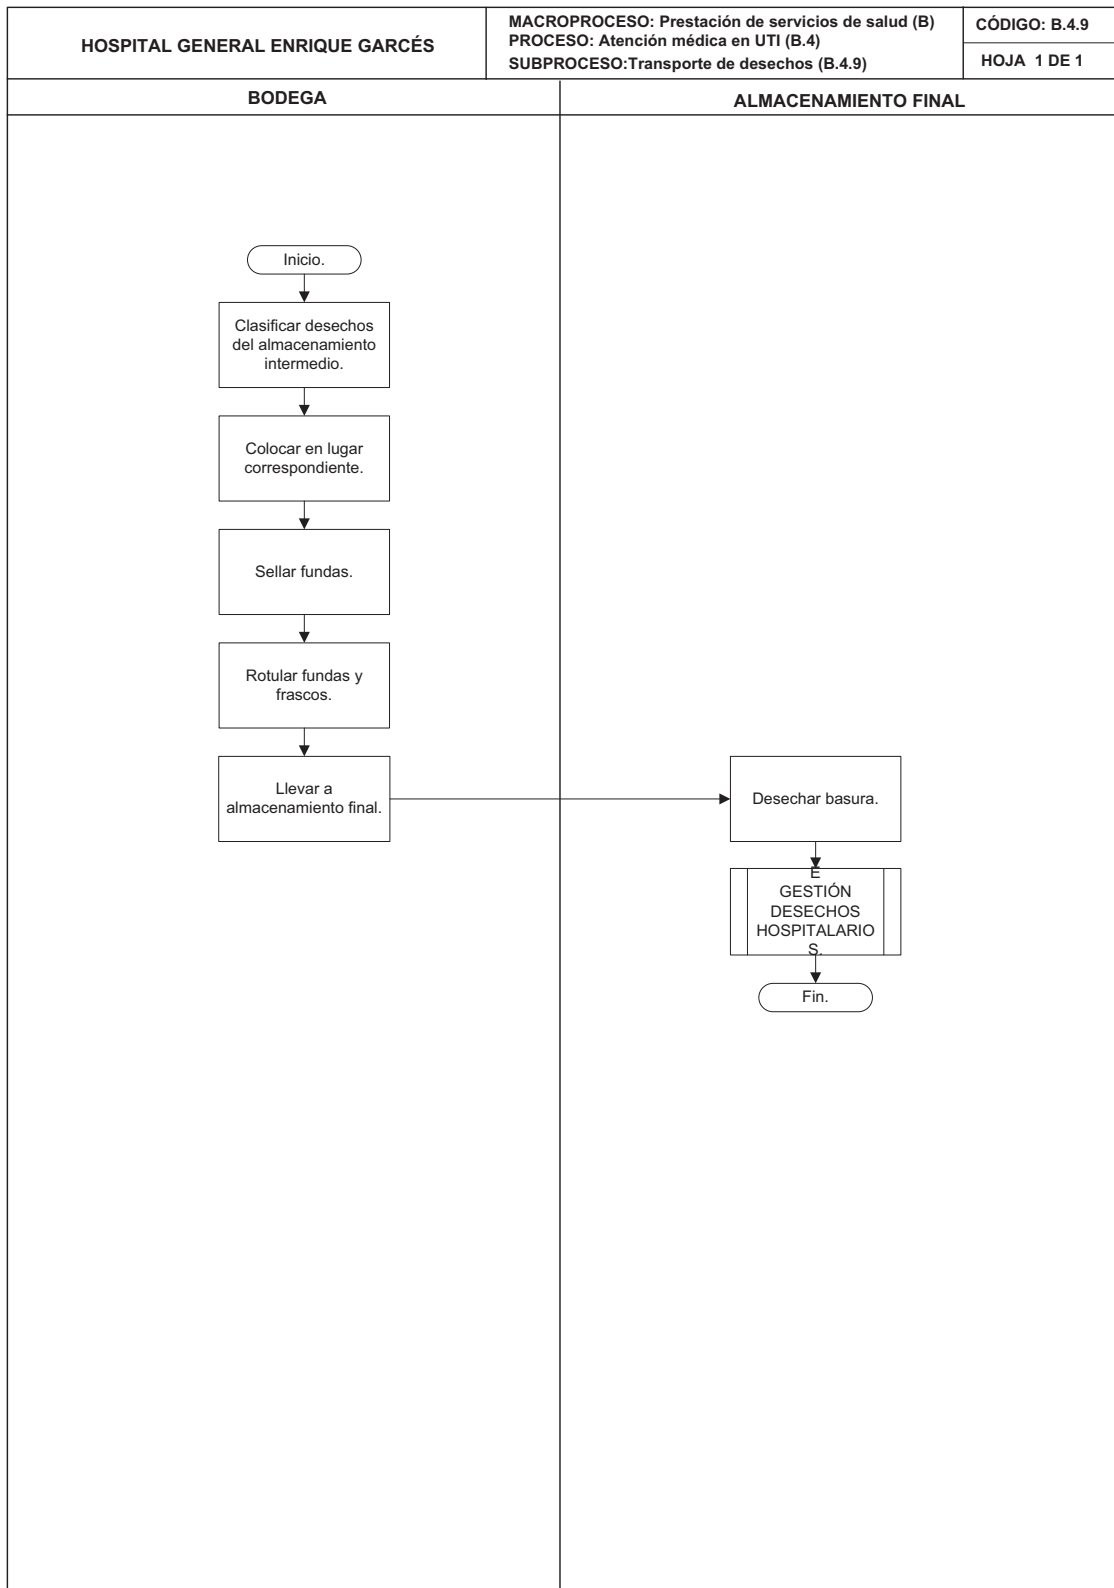 HOSPITAL GENERAL ENRIQUE GARCÉS
MACROPROCESO: Prestación de servicios de salud (B)
PROCESO: Atención médica en UTI (B.4)
SUBPROCESO:Transporte de desechos (B.4.9)
CÓDIGO: B.4.9
HOJA 1 DE 1
BODEGA
ALMACENAMIENTO FINAL
Inicio.
Clasificar desechos
del almacenamiento
intermedio.
Colocar en lugar
correspondiente.
Sellar fundas.
Rotular fundas y
frascos.
Llevar a
almacenamiento final.
Desechar basura.
E
GESTIÓN
DESECHOS
HOSPITALARIO
S.
Fin.